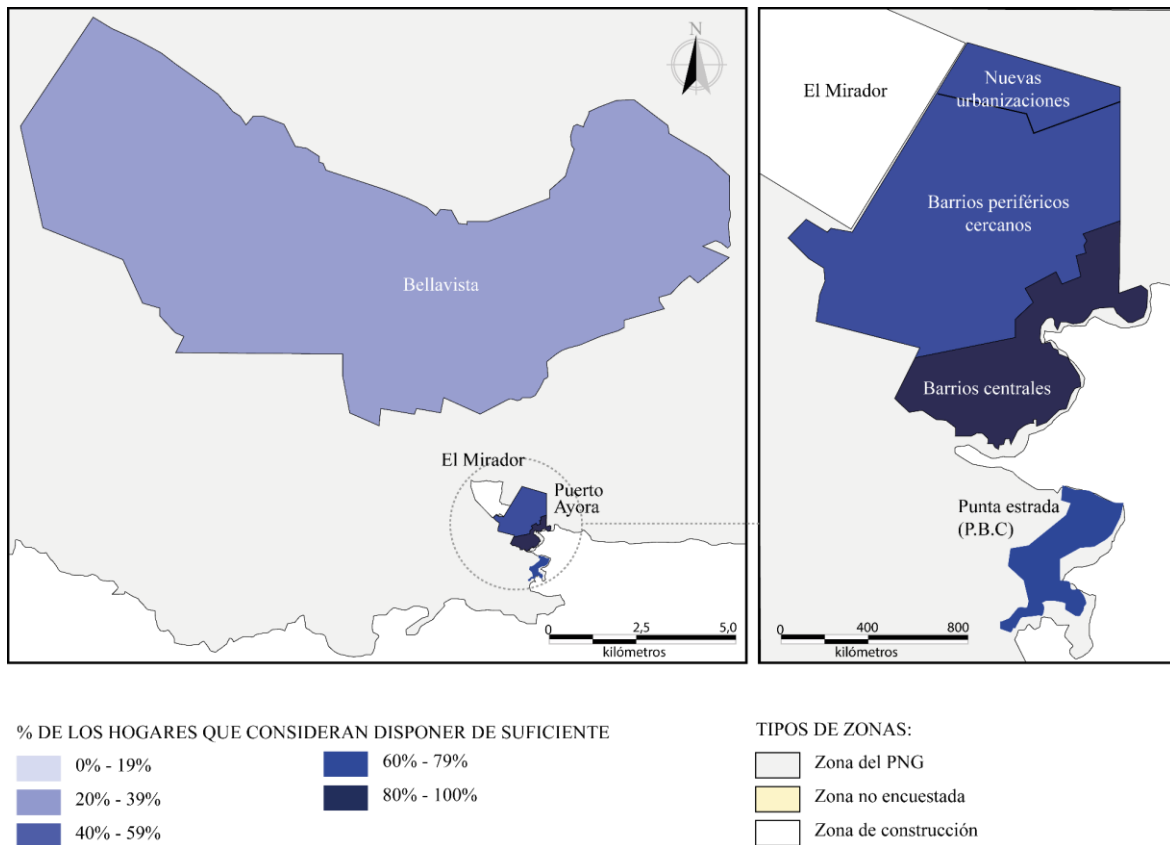 N
Bellavista
El Mirador
Puerto
Ayora
0
2,5
5,0
kilómetros
El Mirador
Nuevas
urbanizaciones
Barrios periféricos
cercanos
Barrios centrales
Punta estrada
(P.B.C)
0
400
800
kilómetros
% DE LOS HOGARES QUE CONSIDERAN DISPONER DE SUFICIENTE
0% - 19%
20% - 39%
40% - 59%
60% - 79%
80% - 100%
TIPOS DE ZONAS:
Zona del PNG
Zona no encuestada
Zona de construcción